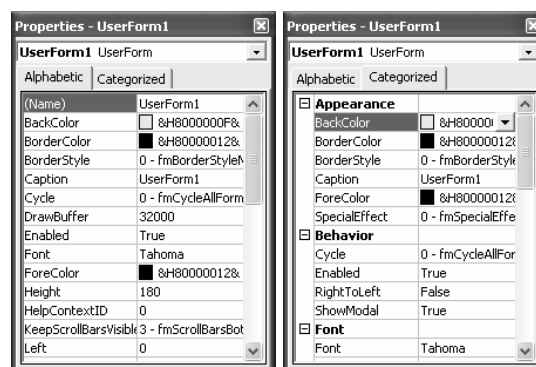 Properties - UserForm1
UserForm1 UserForm
Alphabetic Categorized
(Name) UserForm1
BackColor &H8000000F&
BorderColor &H80000012&
BorderStyle 0 - fmBorderStyleN
Caption UserForm1
Cycle 0 - fmCycleAllForm
DrawBuffer 32000
Enabled True
Font Tahoma
ForeColor &H80000012&
Height 180
HelpContextID 0
KeepScrollBarsVisible 3 - fmScrollBarsBot
Left 0
Properties - UserForm1
UserForm1 UserForm
Alphabetic Categorized
Appearance
BackColor &H80000
BorderColor &H80000012&
BorderStyle 0 - fmBorderStyle
Caption UserForm1
ForeColor &H80000012&
SpecialEffect 0 - fmSpecialEffe
Behavior
Cycle 0 - fmCycleAllFor
Enabled True
RightToLeft False
ShowModal True
Font
Font Tahoma